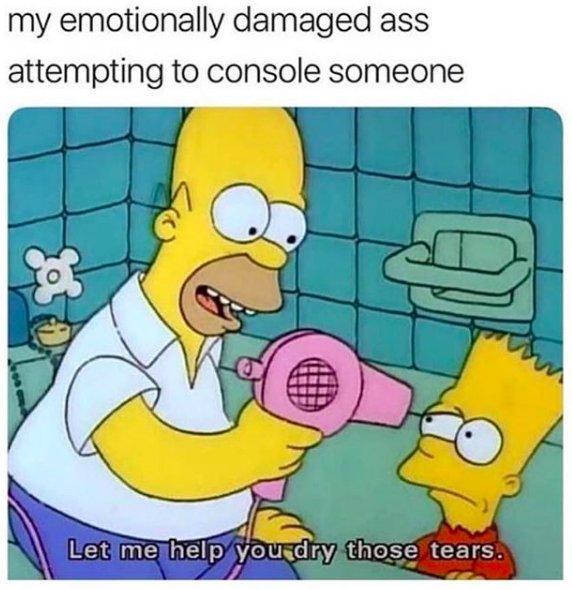 my emotionally damaged ass
attempting to console someone
Let me help you dry those tears.